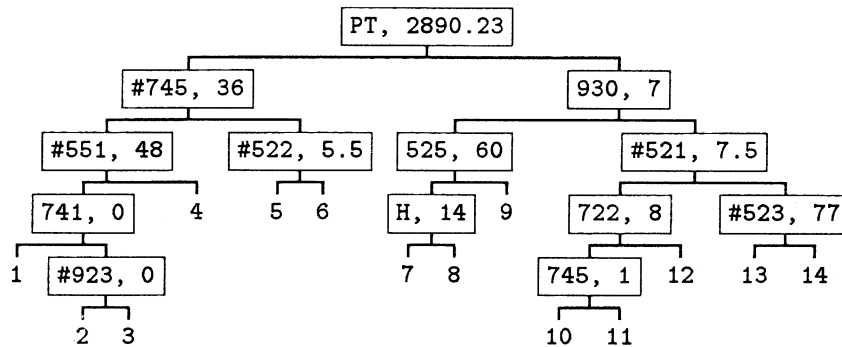 PT, 2890.23
#745, 36 930, 7
#551, 48 #522, 5.5 525, 60 #521, 7.5
741, 0 4 5 6 H, 14 9 722, 8 #523, 77
1 #923, 0 7 8 745, 1 12 13 14
2 3 10 11